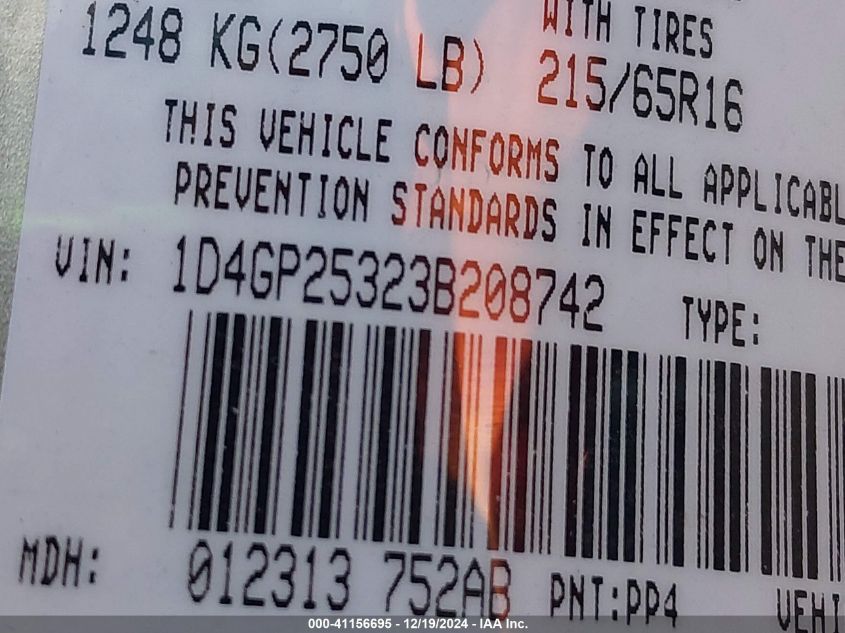 WITH TIRES
1248 KG(2750 LB) 215/65R16
THIS VEHICLE CONFORMS TO ALL APPLICABL
PREVENTION STANDARDS IN EFFECT ON THE
VIN: 1D4GP25323B208742 TYPE:
MDH: 012313 752AB PNT:PP4 VEHI
000-41156695 - 12/19/2024 - IAA Inc.